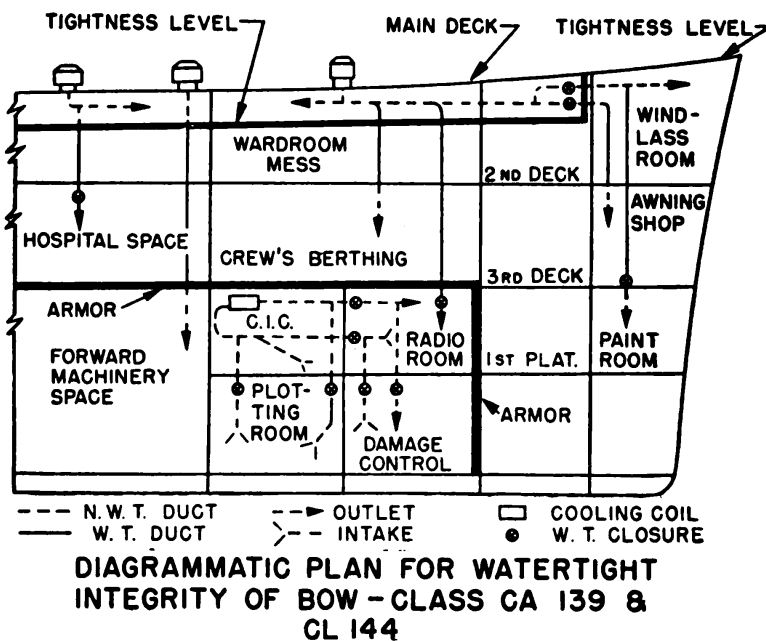 TIGHTNESS LEVEL
MAIN DECK
TIGHTNESS LEVEL
WIND-
LASS
ROOM
WARDROOM
MESS
2ND DECK
AWNING
SHOP
HOSPITAL SPACE
CREW'S BERTHING
3RD DECK
ARMOR
C.I.C.
RADIO
ROOM
PAINT
ROOM
FORWARD
MACHINERY
SPACE
1ST PLAT.
PLOT-
TING
ROOM
ARMOR
DAMAGE
CONTROL
N.W.T. DUCT
OUTLET
COOLING COIL
W.T. DUCT
INTAKE
W.T. CLOSURE
DIAGRAMMATIC PLAN FOR WATERTIGHT
INTEGRITY OF BOW-CLASS CA 139 &
CL 144